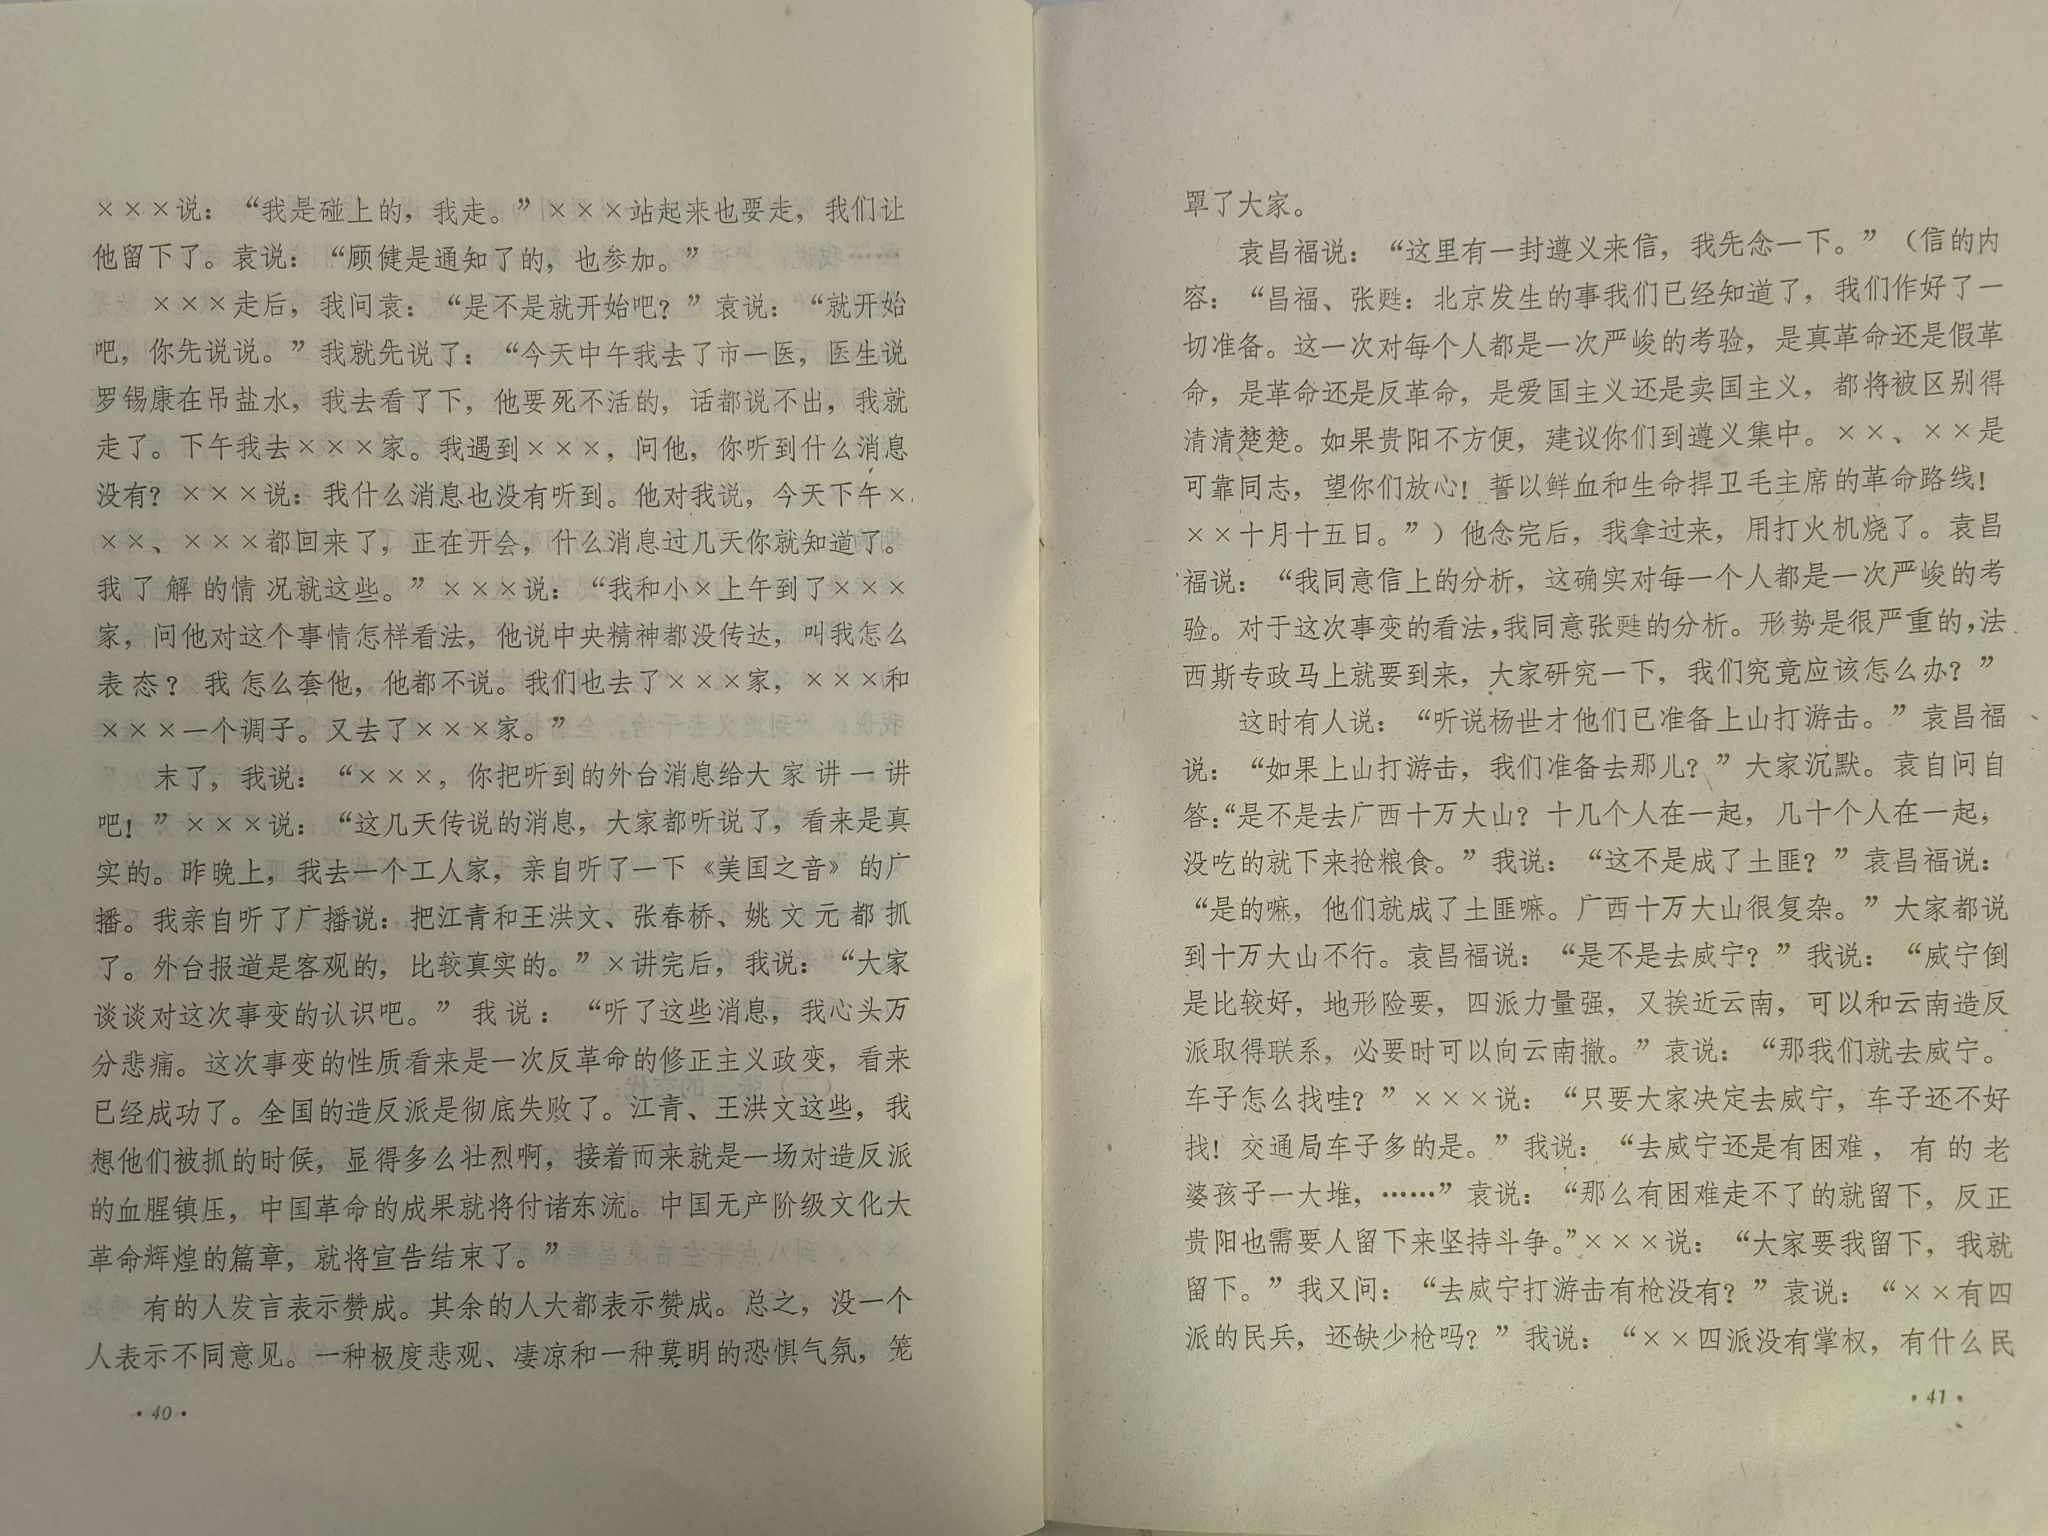 ×××说：“我是碰上的，我走。”×××站起来也要走，我们让
他留下了。袁说：“顾健是通知了的，也参加。”
×××走后，我问袁：“是不是就开始吧？”袁说：“就开始
吧，你先说说。”我就先说了：“今天中午我去了市一医，医生说
罗锡康在吊盐水，我去看了下，他要死不活的，话都说不出，我就
走了。下午我去×××家。我遇到×××，问他，你听到什么消息
没有？×××说：我什么消息也没有听到。他对我说，今天下午×
××、×××都回来了，正在开会，什么消息过几天你就知道了。
我了解的情况就这些。”×××说：“我和小×上午到了×××
家，问他对这个事情怎样看法，他说中央精神都没传达，叫我怎么
表态？我怎么套他，他都不说。我们也去了×××家，×××和
×××一个调子。又去了×××家。”
末了，我说：“×××，你把听到的外台消息给大家讲一讲
吧！”×××说：“这几天传说的消息，大家都听说了，看来是真
实的。昨晚上，我去一个工人家，亲自听了一下《美国之音》的广
播。我亲自听了广播说：把江青和王洪文、张春桥、姚文元都抓
了。外台报道是客观的，比较真实的。”×讲完后，我说：“大家
谈谈对这次事变的认识吧。”我说：“听了这些消息，我心头万
分悲痛。这次事变的性质看来是一次反革命的修正主义政变，看来
已经成功了。全国的造反派是彻底失败了。江青、王洪文这些，我
想他们被抓的时候，显得多么壮烈啊，接着而来就是一场对造反派
的血腥镇压，中国革命的成果就将付诸东流。中国无产阶级文化大
革命辉煌的篇章，就将宣告结束了。”
有的人发言表示赞成。其余的人大都表示赞成。总之，没一个
人表示不同意见。一种极度悲观、凄凉和一种莫明的恐惧气氛，笼
·40·
罩了大家。
袁昌福说：“这里有一封遵义来信，我先念一下。”（信的内
容：“昌福、张甦：北京发生的事我们已经知道了，我们作好了一
切准备。这一次对每个人都是一次严峻的考验，是真革命还是假革
命，是革命还是反革命，是爱国主义还是卖国主义，都将被区别得
清清楚楚。如果贵阳不方便，建议你们到遵义集中。××、××是
可靠同志，望你们放心！誓以鲜血和生命捍卫毛主席的革命路线！
××十月十五日。”）他念完后，我拿过来，用打火机烧了。袁昌
福说：“我同意信上的分析，这确实对每一个人都是一次严峻的考
验。对于这次事变的看法，我同意张甦的分析。形势是很严重的，法
西斯专政马上就要到来，大家研究一下，我们究竟应该怎么办？”
这时有人说：“听说杨世才他们已准备上山打游击。”袁昌福
说：“如果上山打游击，我们准备去那儿？”大家沉默。袁自问自
答：“是不是去广西十万大山？十几个人在一起，几十个人在一起，
没吃的就下来抢粮食。”我说：“这不是成了土匪？”袁昌福说：
“是的嘛，他们就成了土匪嘛。广西十万大山很复杂。”大家都说
到十万大山不行。袁昌福说：“是不是去威宁？”我说：“威宁倒
是比较好，地形险要，四派力量强，又挨近云南，可以和云南造反
派取得联系，必要时可以向云南撤。”袁说：“那我们就去威宁。
车子怎么找哇？”×××说：“只要大家决定去威宁，车子还不好
找！交通局车子多的是。”我说：“去威宁还是有困难，有的老
婆孩子一大堆，……”袁说：“那么有困难走不了的就留下，反正
贵阳也需要人留下来坚持斗争。”×××说：“大家要我留下，我就
留下。”我又问：“去威宁打游击有枪没有？”袁说：“××有四
派的民兵，还缺少枪吗？”我说：“××四派没有掌权，有什么民
·41·